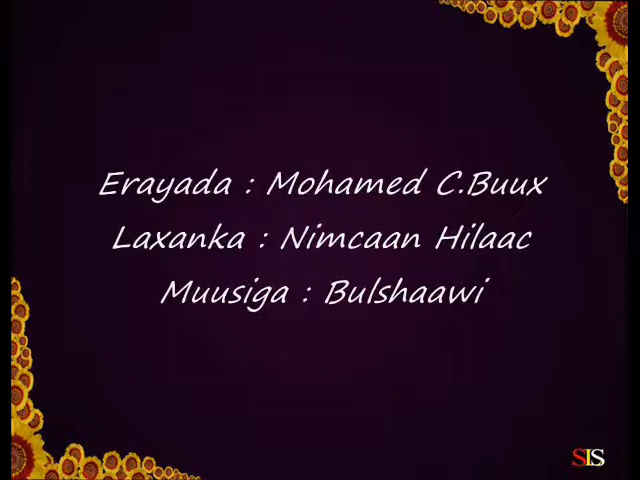 Erayada : Mohamed C.Buux
Laxanka : Nimcaan Hilaac
Muusiga : Bulshaawi
SIS